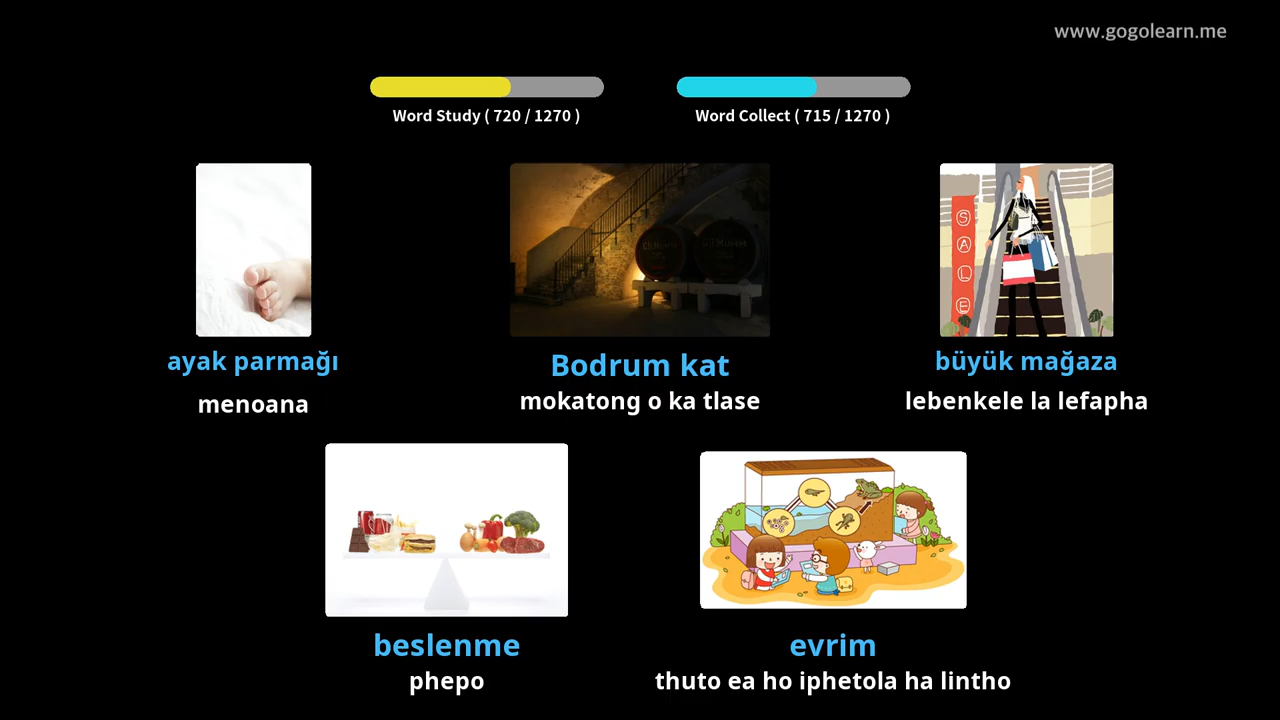 www.gogolearn.me
Word Study ( 720 / 1270 )
Word Collect ( 715 / 1270 )
S
A
L
E
ayak parmağı
menoana
Bodrum kat
mokatong o ka tlase
büyük mağaza
lebenkele la lefapha
beslenme
phepo
evrim
thuto ea ho iphetola ha lintho